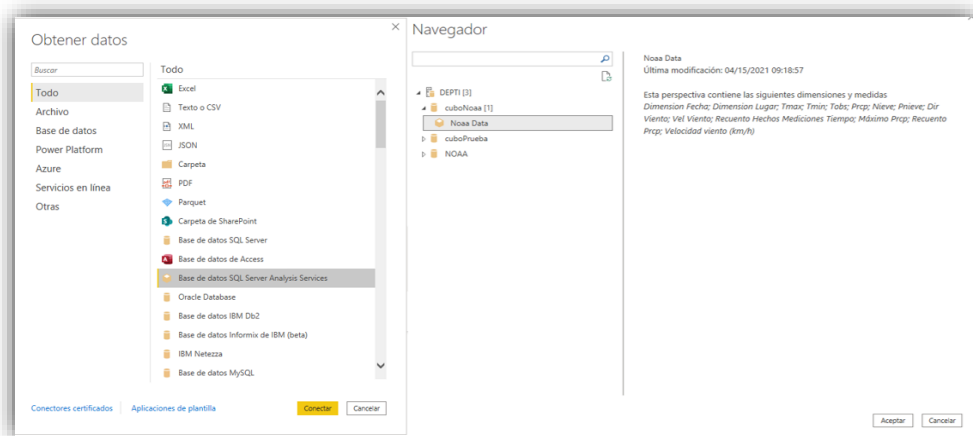 Obtener datos
Buscar
Todo
Archivo
Base de datos
Power Platform
Azure
Servicios en línea
Otras
Todo
Excel
Texto o CSV
XML
JSON
Carpeta
PDF
Parquet
Carpeta de SharePoint
Base de datos SQL Server
Base de datos de Access
Base de datos SQL Server Analysis Services
Oracle Database
Base de datos IBM Db2
Base de datos Informix de IBM (beta)
IBM Netezza
Base de datos MySQL
Conectores certificados
Aplicaciones de plantilla
Conectar
Cancelar
Navegador
DEPTI [3]
cuboNoaa [1]
Noaa Data
cuboPrueba
NOAA
Noaa Data
Última modificación: 04/15/2021 09:18:57
Esta perspectiva contiene las siguientes dimensiones y medidas
Dimension Fecha; Dimension Lugar; Tmax; Tmin; Tobs; Prcp; Nieve; Pnieve; Dir
Viento; Vel Viento; Recuento Hechos Mediciones Tiempo; Máximo Prcp; Recuento
Prcp; Velocidad viento (km/h)
Aceptar
Cancelar